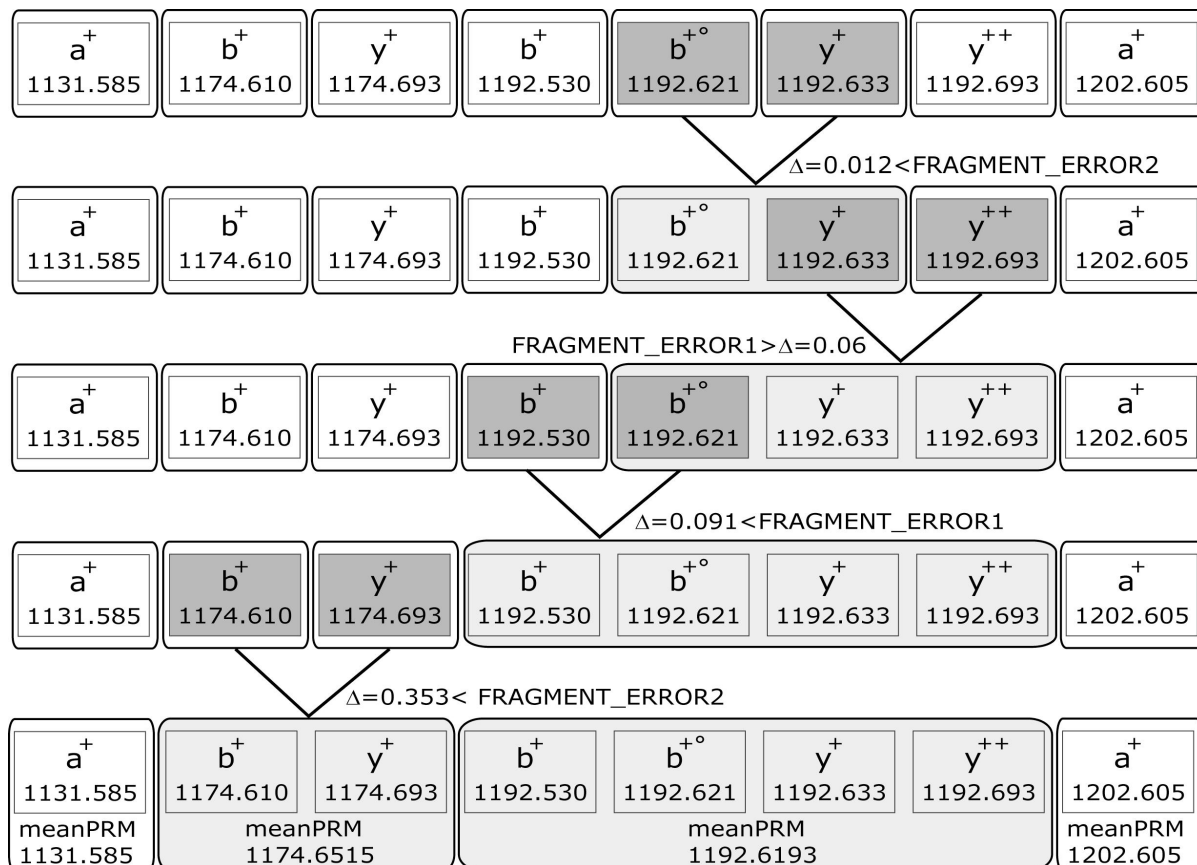 a+ b+ y+ b+ b+° y+ y++ a+
1131.585 1174.610 1174.693 1192.530 1192.621 1192.633 1192.693 1202.605
Δ=0.012<FRAGMENT_ERROR2
a+ b+ y+ b+ b+° y+ y++ a+
1131.585 1174.610 1174.693 1192.530 1192.621 1192.633 1192.693 1202.605
FRAGMENT_ERROR1>Δ=0.06
a+ b+ y+ b+ b+° y+ y++ a+
1131.585 1174.610 1174.693 1192.530 1192.621 1192.633 1192.693 1202.605
Δ=0.091<FRAGMENT_ERROR1
a+ b+ y+ b+ b+° y+ y++ a+
1131.585 1174.610 1174.693 1192.530 1192.621 1192.633 1192.693 1202.605
Δ=0.353< FRAGMENT_ERROR2
a+ b+ y+ b+ b+° y+ y++ a+
1131.585 1174.610 1174.693 1192.530 1192.621 1192.633 1192.693 1202.605
meanPRM meanPRM meanPRM meanPRM
1131.585 1174.6515 1192.6193 1202.605